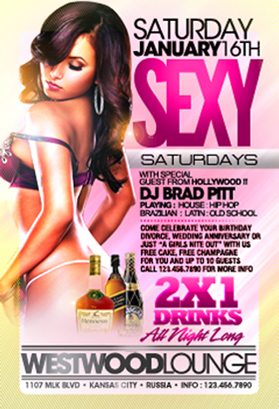 SATURDAY
JANUARY 16TH
SEXY
SATURDAYS
WITH SPECIAL
GUEST FROM HOLLYWOOD !!
DJ BRAD PITT
PLAYING : HOUSE : HIP HOP
BRAZILIAN : LATIN : OLD SCHOOL
COME CELEBRATE YOUR BIRTHDAY
DIVORCE, WEDDING ANNIVERSARY OR
JUST "A GIRLS NITE OUT" WITH US
FREE CAKE, FREE CHAMPAGNE
FOR YOU AND UP TO 10 GUESTS
CALL 123.456.7890 FOR MORE INFO
2X1
DRINKS
All Night Long
Hennessy
WESTWOODLOUNGE
1107 MLK BLVD • KANSAS CITY • RUSSIA • INFO : 123.456.7890